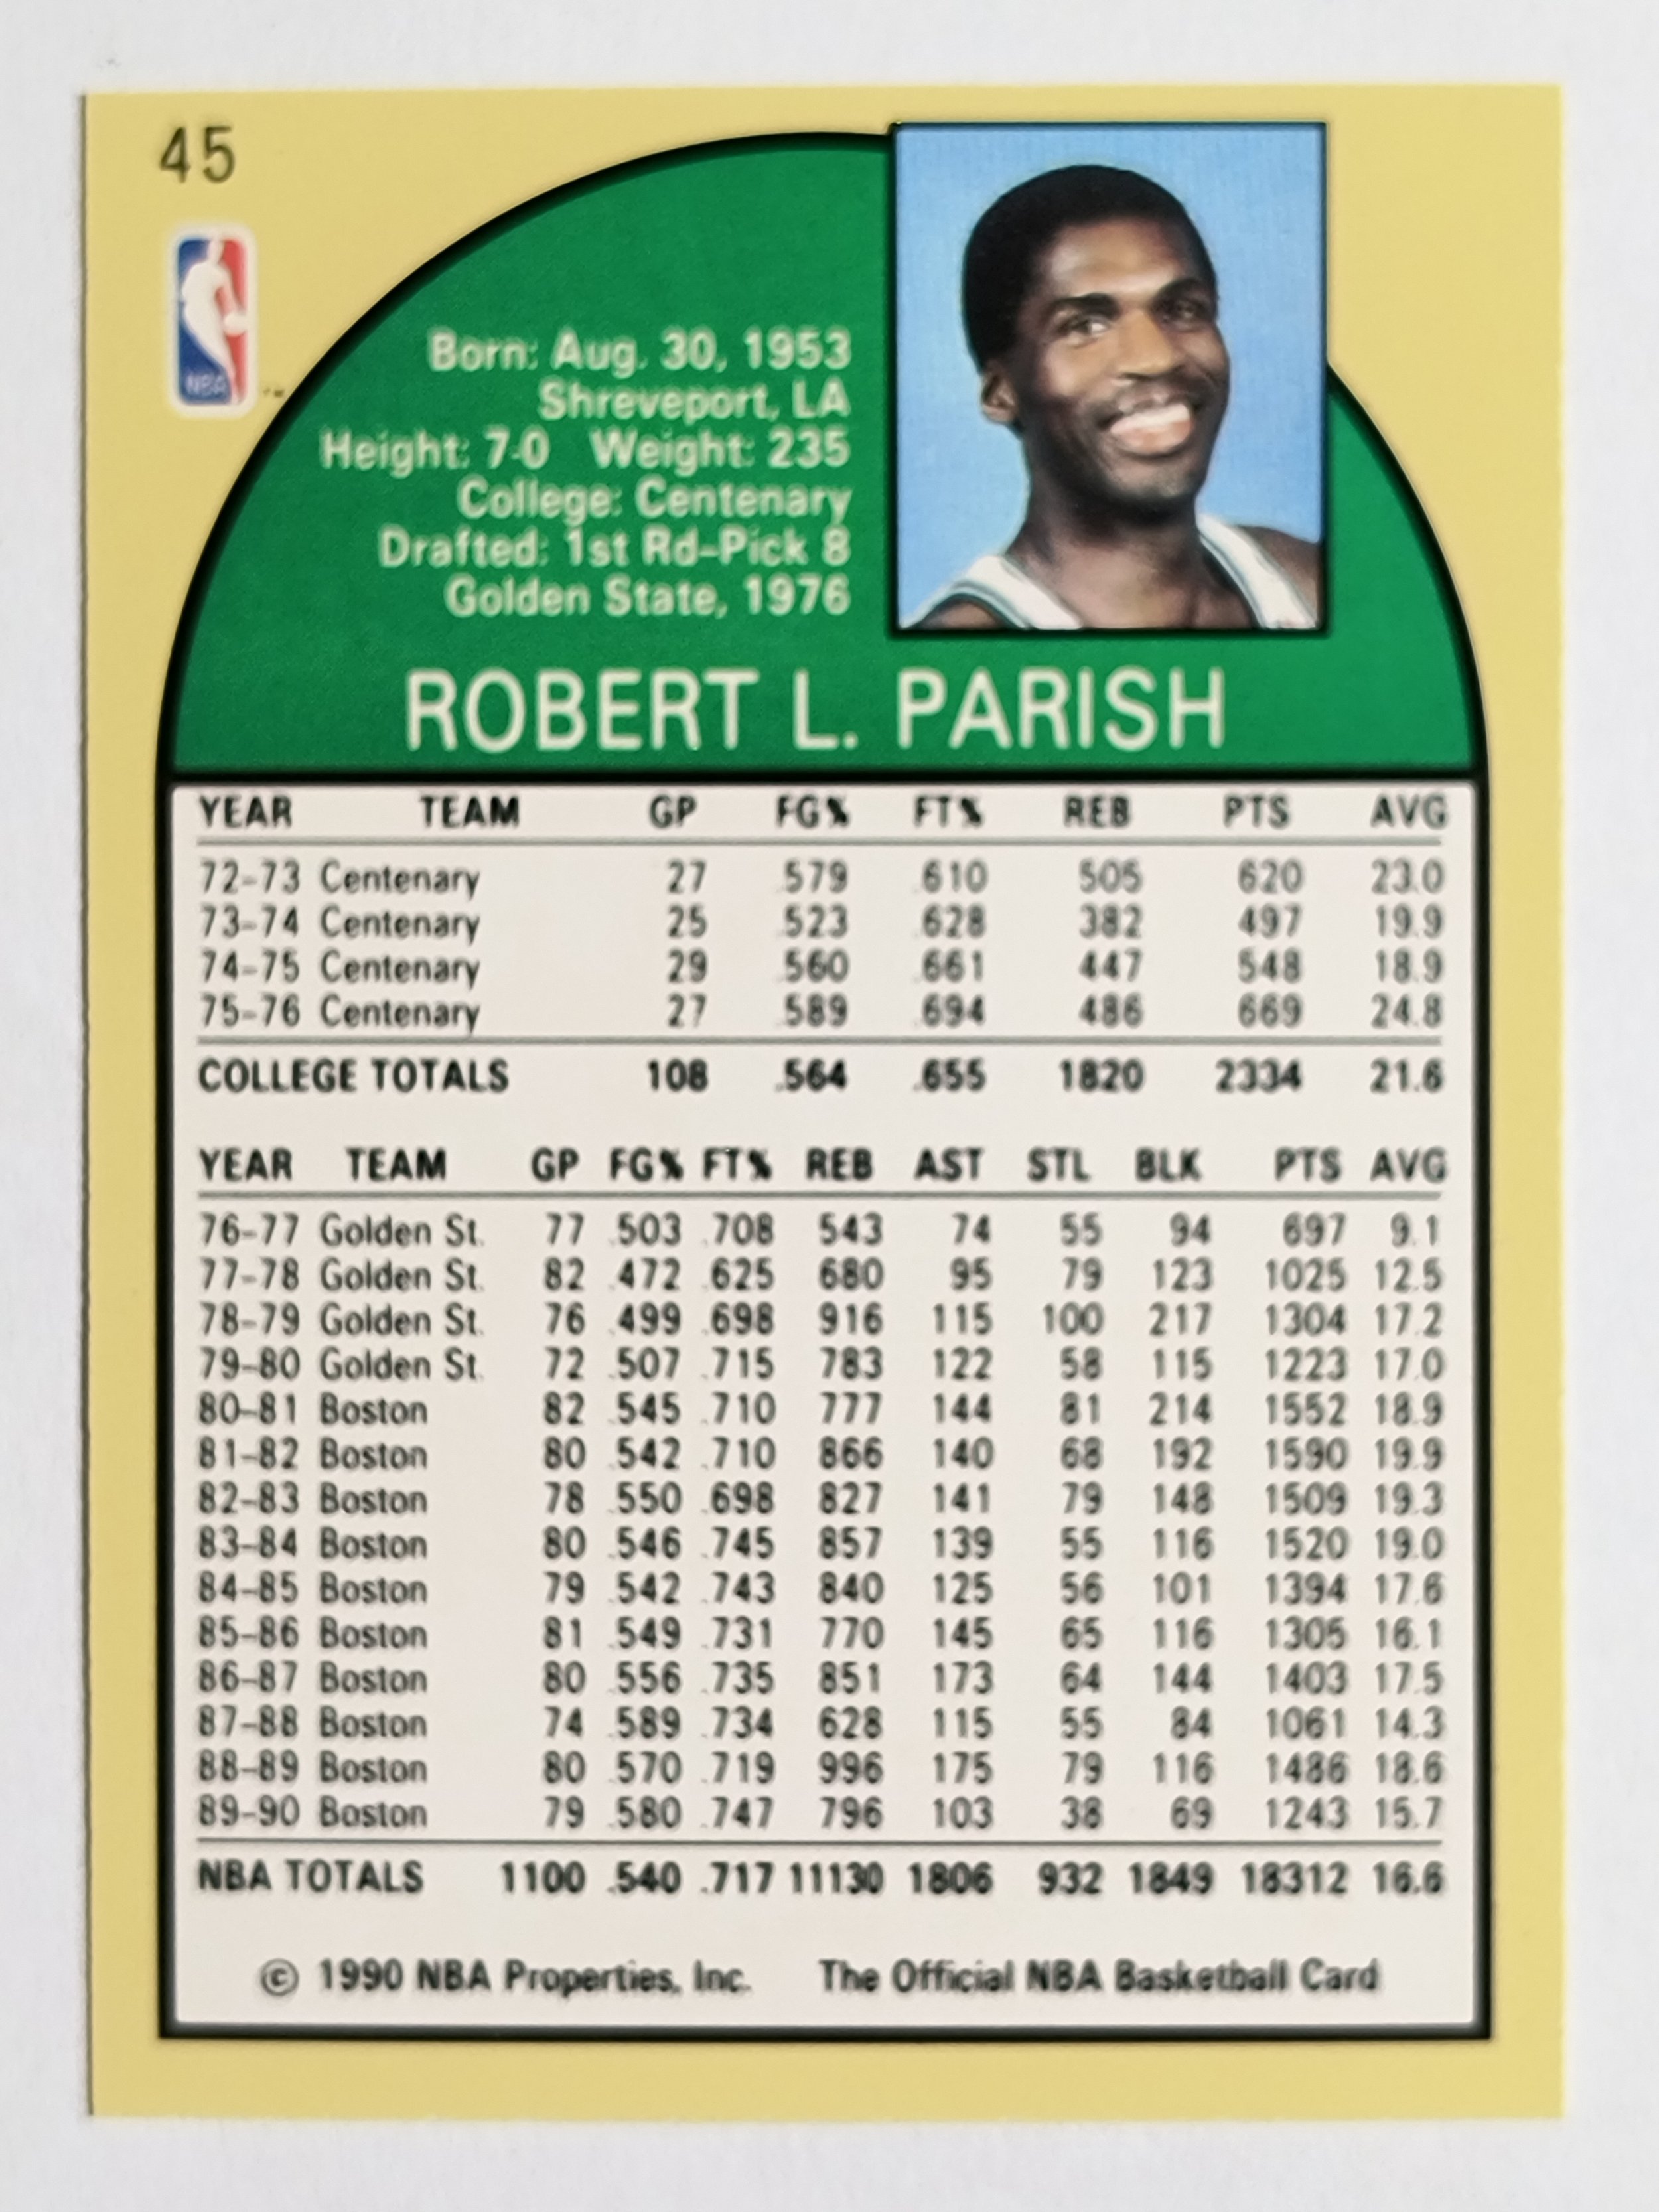 45
NBA
Born: Aug. 30, 1953
Shreveport, LA
Height: 7-0 Weight: 235
College: Centenary
Drafted: 1st Rd-Pick 8
Golden State, 1976
ROBERT L. PARISH
YEAR TEAM GP FG% FT% REB PTS AVG
72-73 Centenary 27 .579 .610 505 620 23.0
73-74 Centenary 25 .523 .628 382 497 19.9
74-75 Centenary 29 .560 .661 447 548 18.9
75-76 Centenary 27 .589 .694 486 669 24.8
COLLEGE TOTALS 108 .564 .655 1820 2334 21.6
YEAR TEAM GP FG% FT% REB AST STL BLK PTS AVG
76-77 Golden St. 77 .503 .708 543 74 55 94 697 9.1
77-78 Golden St. 82 .472 .625 680 95 79 123 1025 12.5
78-79 Golden St. 76 .499 .698 916 115 100 217 1304 17.2
79-80 Golden St. 72 .507 .715 783 122 58 115 1223 17.0
80-81 Boston 82 .545 .710 777 144 81 214 1552 18.9
81-82 Boston 80 .542 .710 866 140 68 192 1590 19.9
82-83 Boston 78 .550 .698 827 141 79 148 1509 19.3
83-84 Boston 80 .546 .745 857 139 55 116 1520 19.0
84-85 Boston 79 .542 .743 840 125 56 101 1394 17.6
85-86 Boston 81 .549 .731 770 145 65 116 1305 16.1
86-87 Boston 80 .556 .735 851 173 64 144 1403 17.5
87-88 Boston 74 .589 .734 628 115 55 84 1061 14.3
88-89 Boston 80 .570 .719 996 175 79 116 1486 18.6
89-90 Boston 79 .580 .747 796 103 38 69 1243 15.7
NBA TOTALS 1100 .540 .717 11130 1806 932 1849 18312 16.6
© 1990 NBA Properties, Inc. The Official NBA Basketball Card